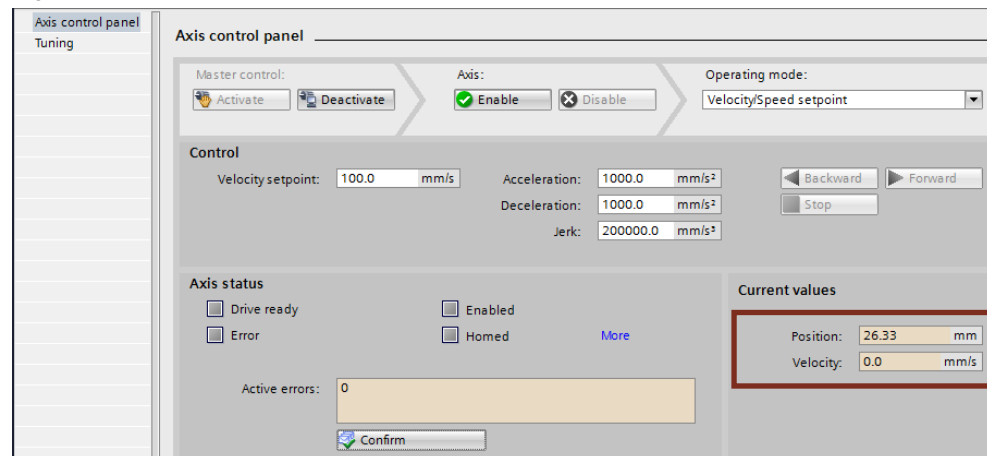 Axis control panel
Tuning
Axis control panel
Master control:
Axis:
Operating mode:
Activate
Deactivate
Enable
Disable
Velocity/Speed setpoint
Control
Velocity setpoint: 100.0 mm/s
Acceleration: 1000.0 mm/s²
Deceleration: 1000.0 mm/s²
Jerk: 200000.0 mm/s³
Backward
Forward
Stop
Axis status
Drive ready
Enabled
Error
Homed
More
Active errors: 0
Confirm
Current values
Position: 26.33 mm
Velocity: 0.0 mm/s